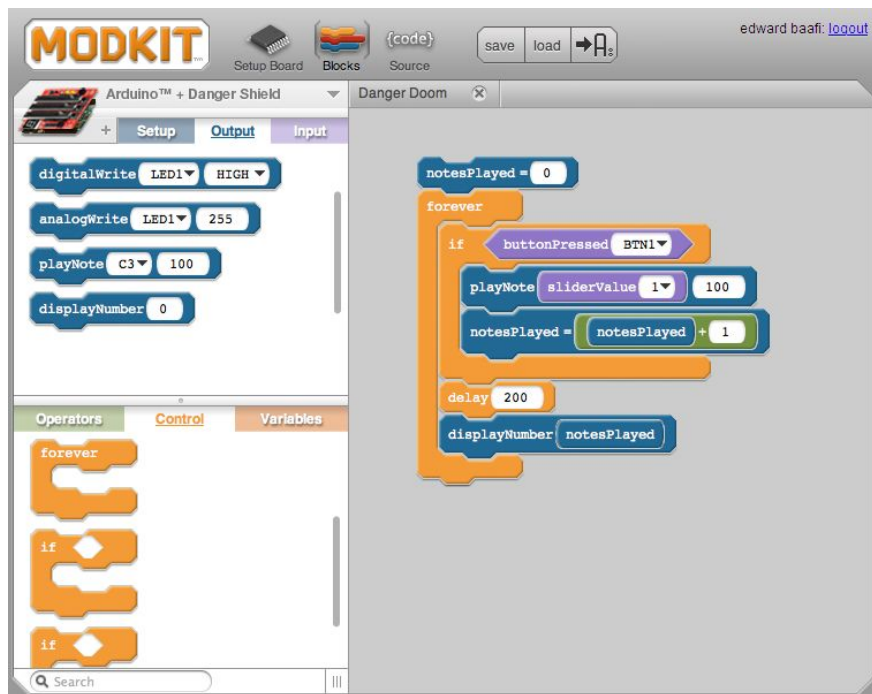 MODKIT
Setup Board
Blocks
{code}
Source
save
load
edward baafi: logout
Arduino™ + Danger Shield
Danger Doom
+
Setup
Output
Input
digitalWrite LED1 HIGH
analogWrite LED1 255
playNote C3 100
displayNumber 0
Operators
Control
Variables
forever
if
if
Search
notesPlayed = 0
forever
if buttonPressed BTN1
playNote sliderValue 1 100
notesPlayed = notesPlayed + 1
delay 200
displayNumber notesPlayed